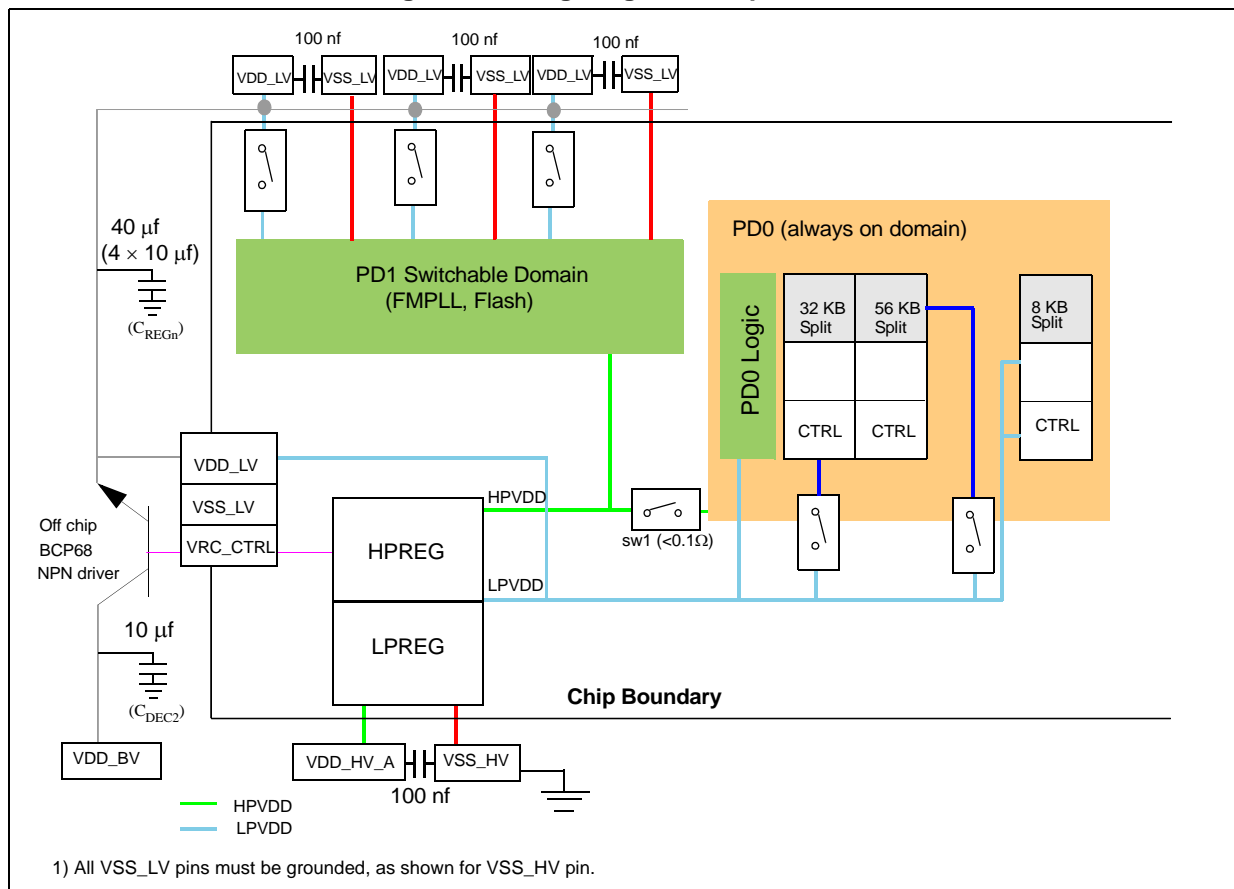 100 nf
100 nf
100 nf
VDD_LV
VSS_LV
VDD_LV
VSS_LV
VDD_LV
VSS_LV
40 μf
(4 × 10 μf)
(CREGn)
PD1 Switchable Domain
(FMPLL, Flash)
PD0 (always on domain)
PD0 Logic
32 KB
Split
56 KB
Split
8 KB
Split
CTRL
CTRL
CTRL
VDD_LV
VSS_LV
VRC_CTRL
HPVDD
sw1 (<0.1Ω)
Off chip
BCP68
NPN driver
HPREG
LPVDD
LPREG
10 μf
(CDEC2)
Chip Boundary
VDD_BV
VDD_HV_A
VSS_HV
100 nf
HPVDD
LPVDD
1) All VSS_LV pins must be grounded, as shown for VSS_HV pin.